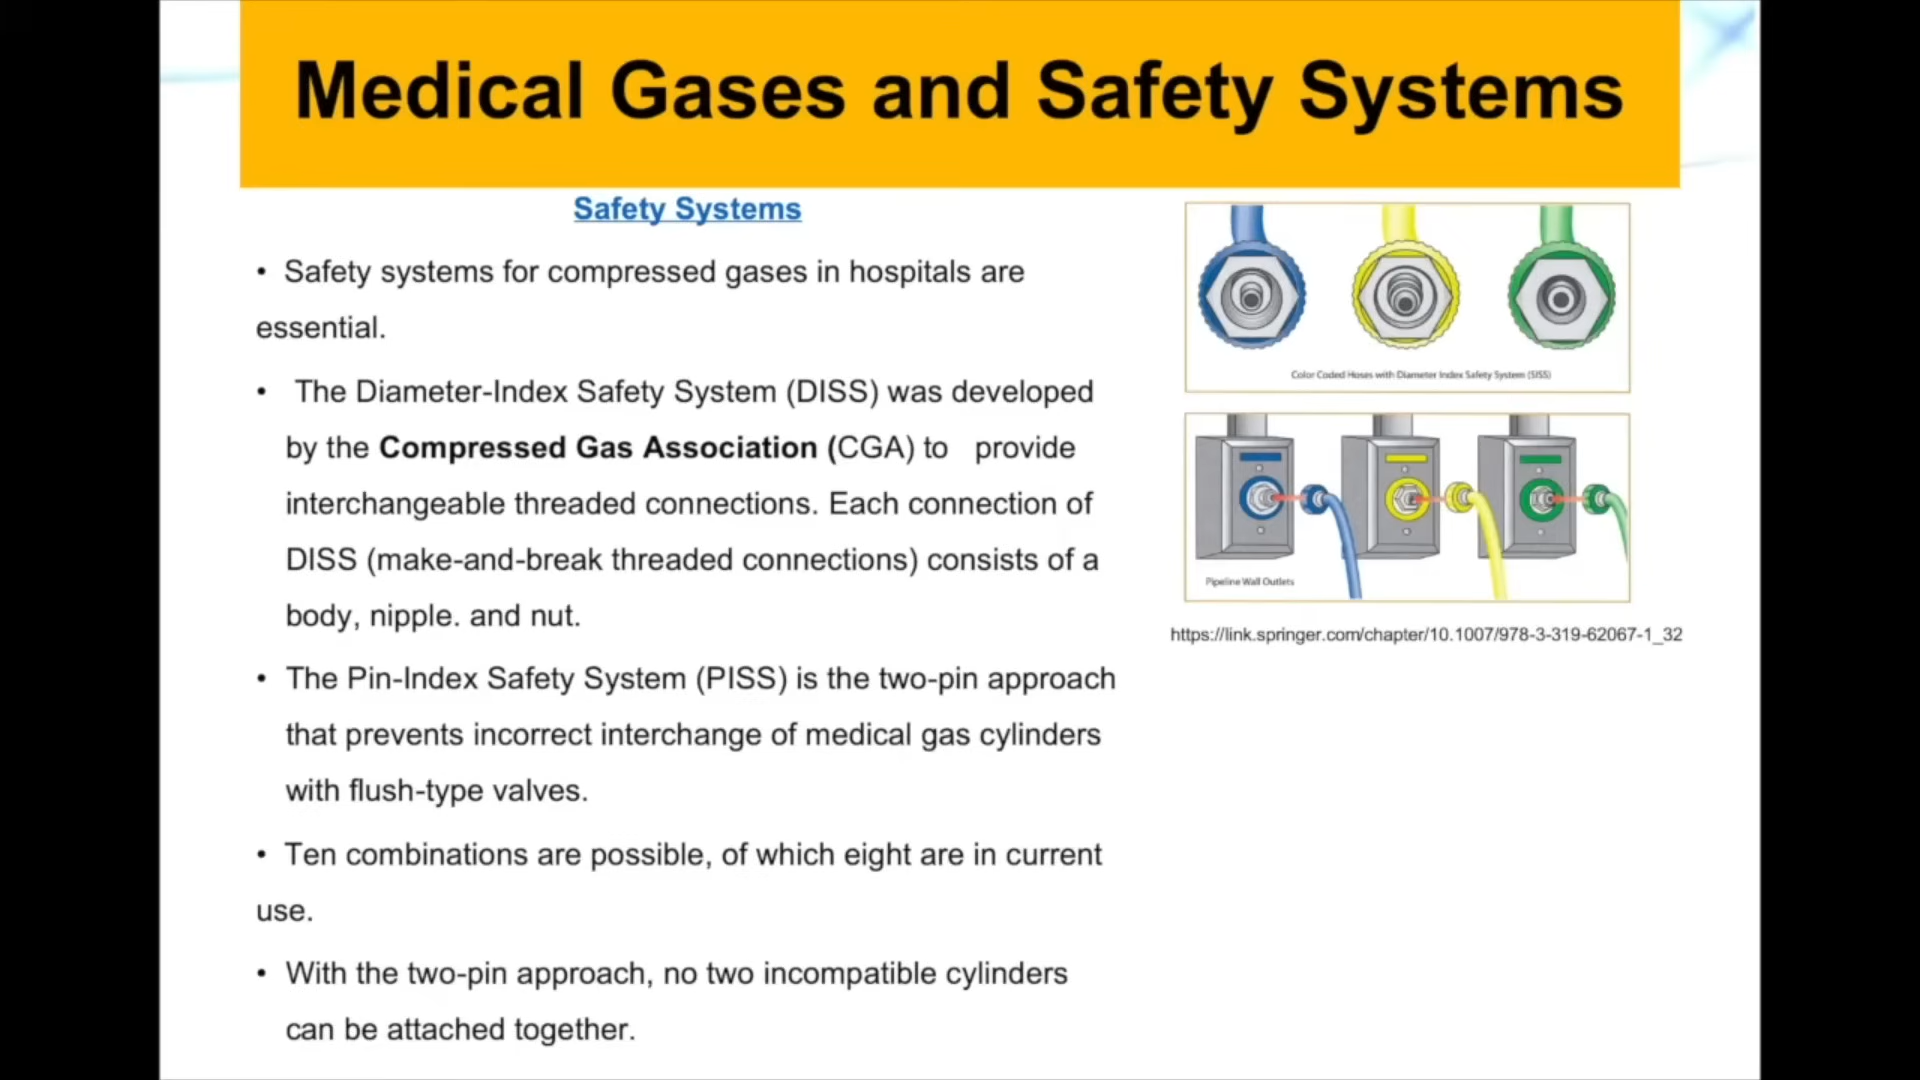 Medical Gases and Safety Systems
Safety Systems
• Safety systems for compressed gases in hospitals are
essential.
• The Diameter-Index Safety System (DISS) was developed
by the Compressed Gas Association (CGA) to provide
interchangeable threaded connections. Each connection of
DISS (make-and-break threaded connections) consists of a
body, nipple. and nut.
• The Pin-Index Safety System (PISS) is the two-pin approach
that prevents incorrect interchange of medical gas cylinders
with flush-type valves.
• Ten combinations are possible, of which eight are in current
use.
• With the two-pin approach, no two incompatible cylinders
can be attached together.
Color Coded Hoses with Diameter Index Safety System (SISS)
Pipeline Wall Outlets
https://link.springer.com/chapter/10.1007/978-3-319-62067-1_32